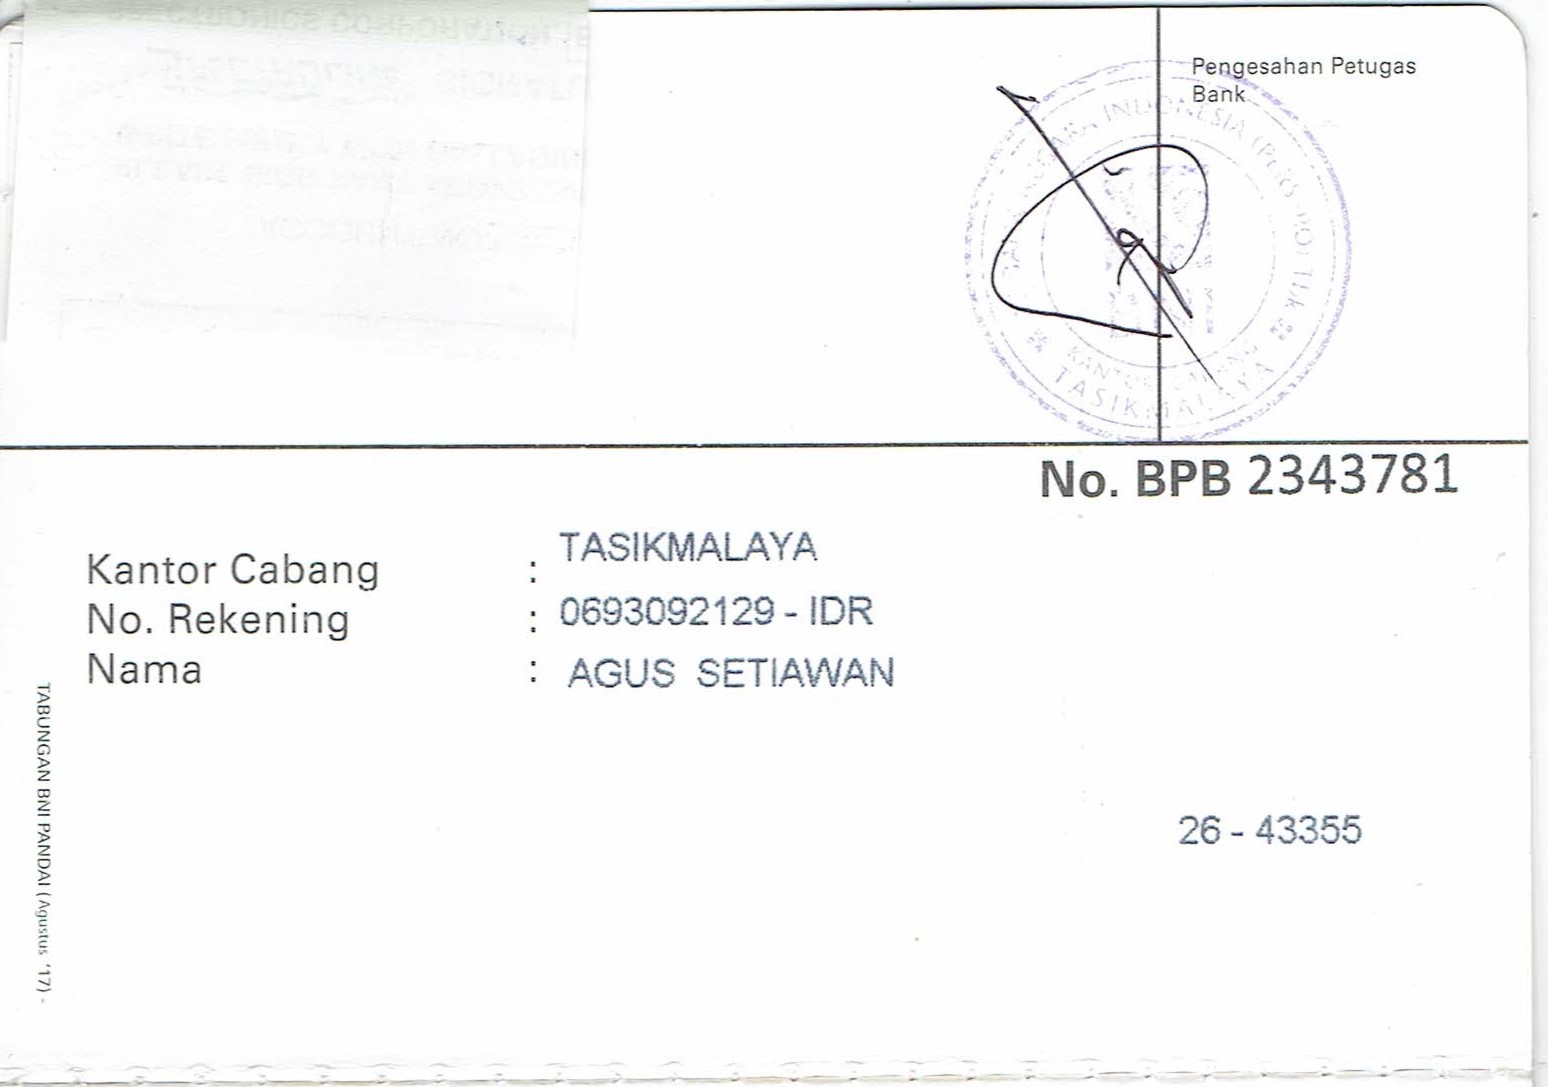 Pengesahan Petugas
Bank
INDONESIA (PERSERO) Tbk
KANTOR CABANG
TASIKMALAYA
No. BPB 2343781
Kantor Cabang : TASIKMALAYA
No. Rekening : 0693092129 - IDR
Nama : AGUS SETIAWAN
26 - 43355
TABUNGAN BNI PANDAI (Agustus '17) -